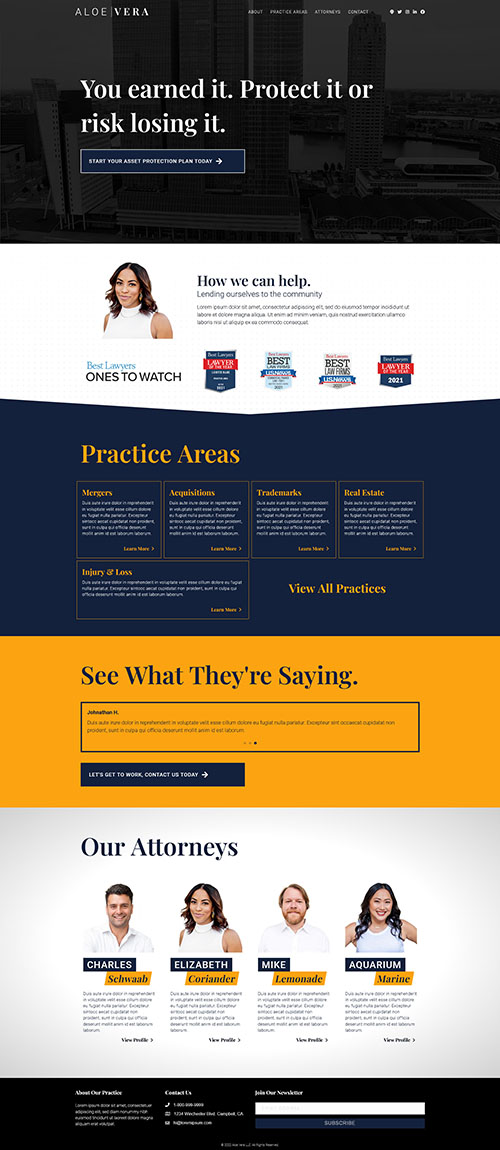 ALOE VERA
ABOUT PRACTICE AREAS ATTORNEYS CONTACT
You earned it. Protect it or
risk losing it.
START YOUR ASSET PROTECTION PLAN TODAY
How we can help.
Lending ourselves to the community
Lorem ipsum dolor sit amet, consectetur adipiscing elit, sed do eiusmod tempor incididunt ut
labore et dolore magna aliqua. Ut enim ad minim veniam, quis nostrud exercitation ullamco
laboris nisi ut aliquip ex ea commodo consequat.
Best Lawyers
ONES TO WATCH
Best Lawyers
LAWYER
OF THE YEAR
2021
Best Lawyers
BEST
LAW FIRMS
U.S.News
2021
Best Lawyers
BEST
LAW FIRMS
U.S.News
2021
Best Lawyers
LAWYER
OF THE YEAR
2021
Practice Areas
Mergers
Duis aute irure dolor in reprehenderit
in voluptate velit esse cillum dolore
eu fugiat nulla pariatur. Excepteur
sintocc aecat cupidatat non proident,
sunt in culpa qui officia deserunt
mollit anim id est laborum laborum.
Learn More
Acquisitions
Duis aute irure dolor in reprehenderit
in voluptate velit esse cillum dolore
eu fugiat nulla pariatur. Excepteur
sintocc aecat cupidatat non proident,
sunt in culpa qui officia deserunt
mollit anim id est laborum laborum.
Learn More
Trademarks
Duis aute irure dolor in reprehenderit
in voluptate velit esse cillum dolore
eu fugiat nulla pariatur. Excepteur
sintocc aecat cupidatat non proident,
sunt in culpa qui officia deserunt
mollit anim id est laborum laborum.
Learn More
Real Estate
Duis aute irure dolor in reprehenderit
in voluptate velit esse cillum dolore
eu fugiat nulla pariatur. Excepteur
sintocc aecat cupidatat non proident,
sunt in culpa qui officia deserunt
mollit anim id est laborum laborum.
Learn More
Injury & Loss
Duis aute irure dolor in reprehenderit in voluptate velit esse cillum dolore eu
fugiat nulla pariatur. Excepteur sintocc aecat cupidatat non proident, sunt in culpa qui
officia deserunt mollit anim id est laborum laborum.
Learn More
View All Practices
See What They're Saying.
Johnathan H.
Duis aute irure dolor in reprehenderit in voluptate velit esse cillum dolore eu fugiat nulla pariatur. Excepteur sint occaecat cupidatat non
proident, sunt in culpa qui officia deserunt mollit anim id est laborum.
LET'S GET TO WORK, CONTACT US TODAY
Our Attorneys
CHARLES
Schwaab
Duis aute irure dolor in reprehenderit
in voluptate velit esse cillum dolore
eu fugiat nulla pariatur. Excepteur
sint occaecat cupidatat non
proident, sunt in culpa qui officia
deserunt mollit anim id est
laborum.
View Profile
ELIZABETH
Coriander
Duis aute irure dolor in reprehenderit
in voluptate velit esse cillum dolore
eu fugiat nulla pariatur. Excepteur
sint occaecat cupidatat non
proident, sunt in culpa qui officia
deserunt mollit anim id est
laborum.
View Profile
MIKE
Lemonade
Duis aute irure dolor in reprehenderit
in voluptate velit esse cillum dolore
eu fugiat nulla pariatur. Excepteur
sint occaecat cupidatat non
proident, sunt in culpa qui officia
deserunt mollit anim id est
laborum.
View Profile
AQUARIUM
Marine
Duis aute irure dolor in reprehenderit
in voluptate velit esse cillum dolore
eu fugiat nulla pariatur. Excepteur
sint occaecat cupidatat non
proident, sunt in culpa qui officia
deserunt mollit anim id est
laborum.
View Profile
About Our Practice
Lorem ipsum dolor sit amet, consectetuer
adipiscing elit, sed diam nonummy nibh
euismod tincidunt ut laoreet dolore magna
aliquam erat volutpat.
Contact Us
1-900-999-9999
1234 Winchester Blvd. Campbell, CA
Join Our Newsletter
SUBSCRIBE